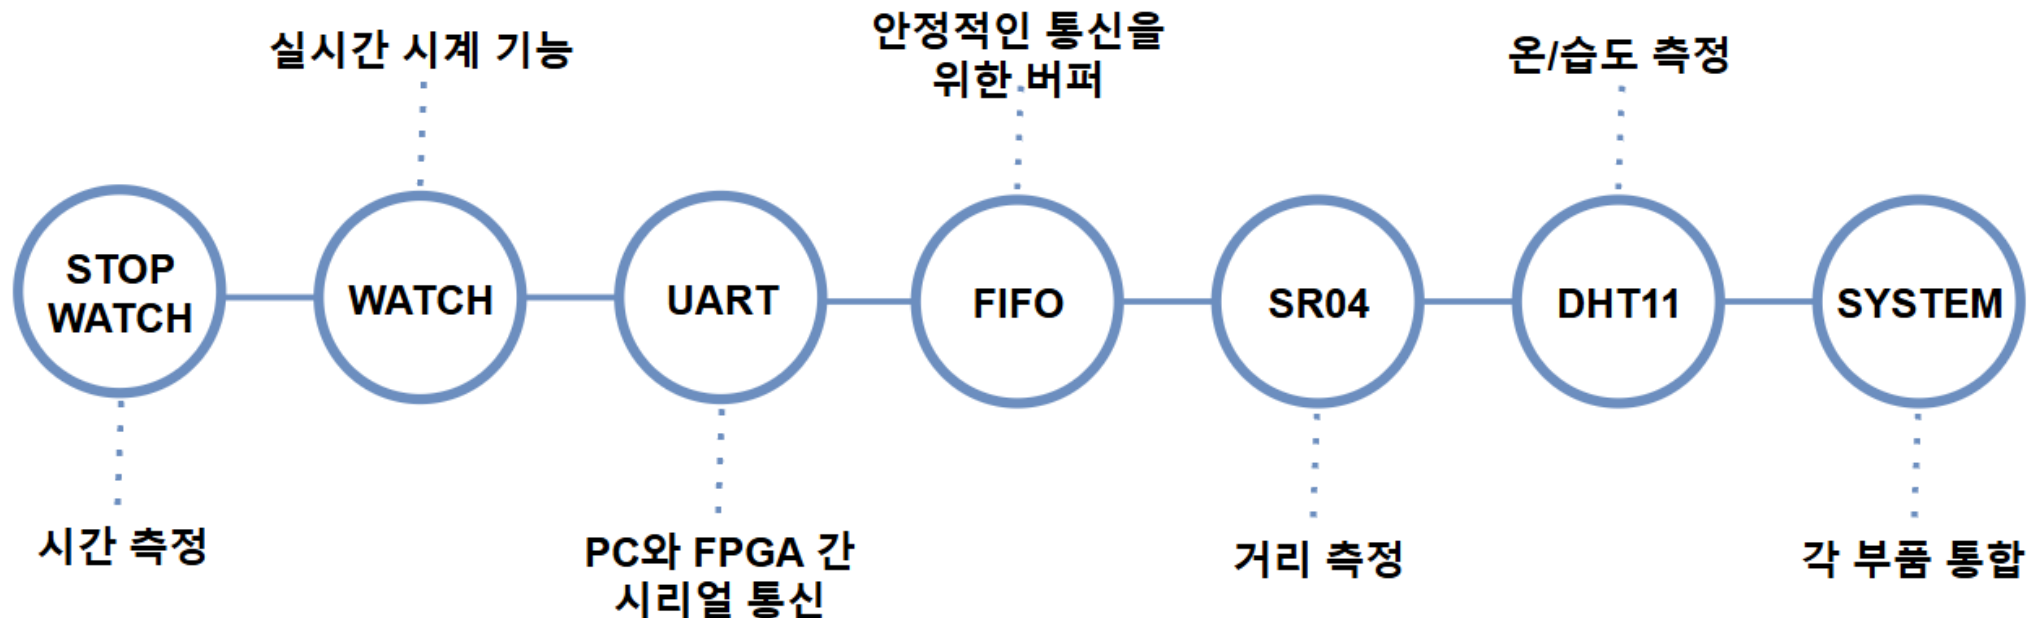 실시간 시계 기능
안정적인 통신을
위한 버퍼
온/습도 측정
STOP
WATCH
WATCH
UART
FIFO
SR04
DHT11
SYSTEM
시간 측정
PC와 FPGA 간
시리얼 통신
거리 측정
각 부품 통합